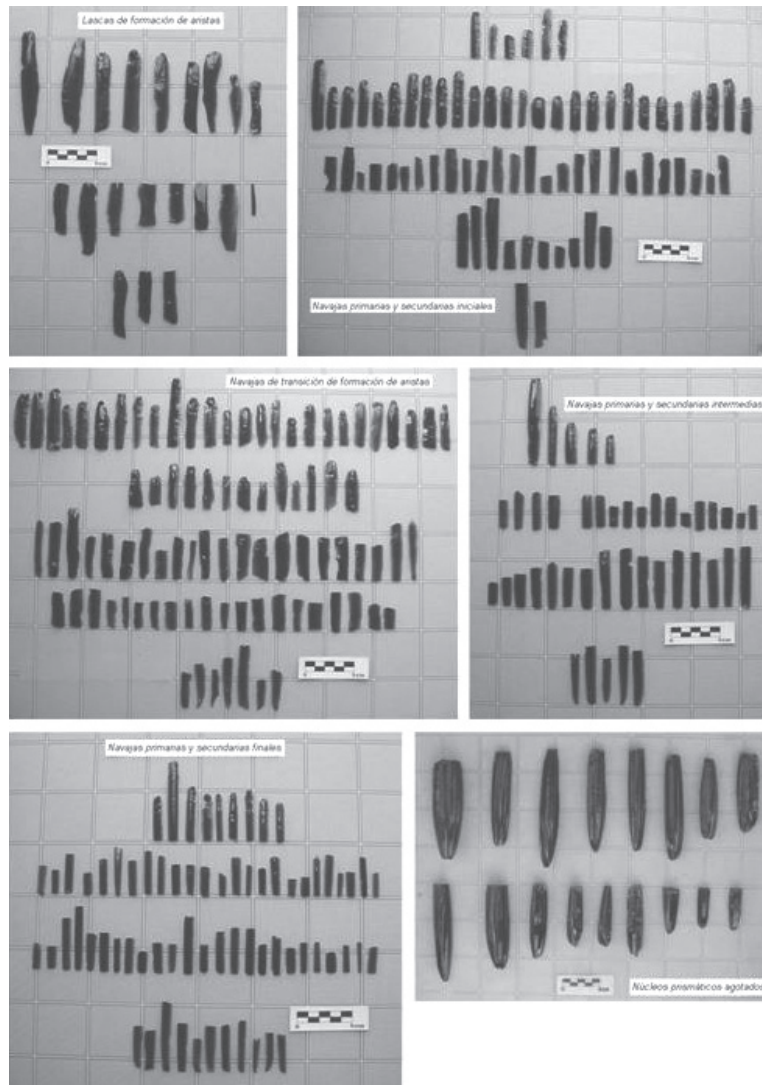 Lascas de formación de aristas
Navajas primarias y secundarias iniciales
Navajas de transición de formación de aristas
Navajas primarias y secundarias intermedias
Navajas primarias y secundarias finales
Núcleos prismáticos agotados